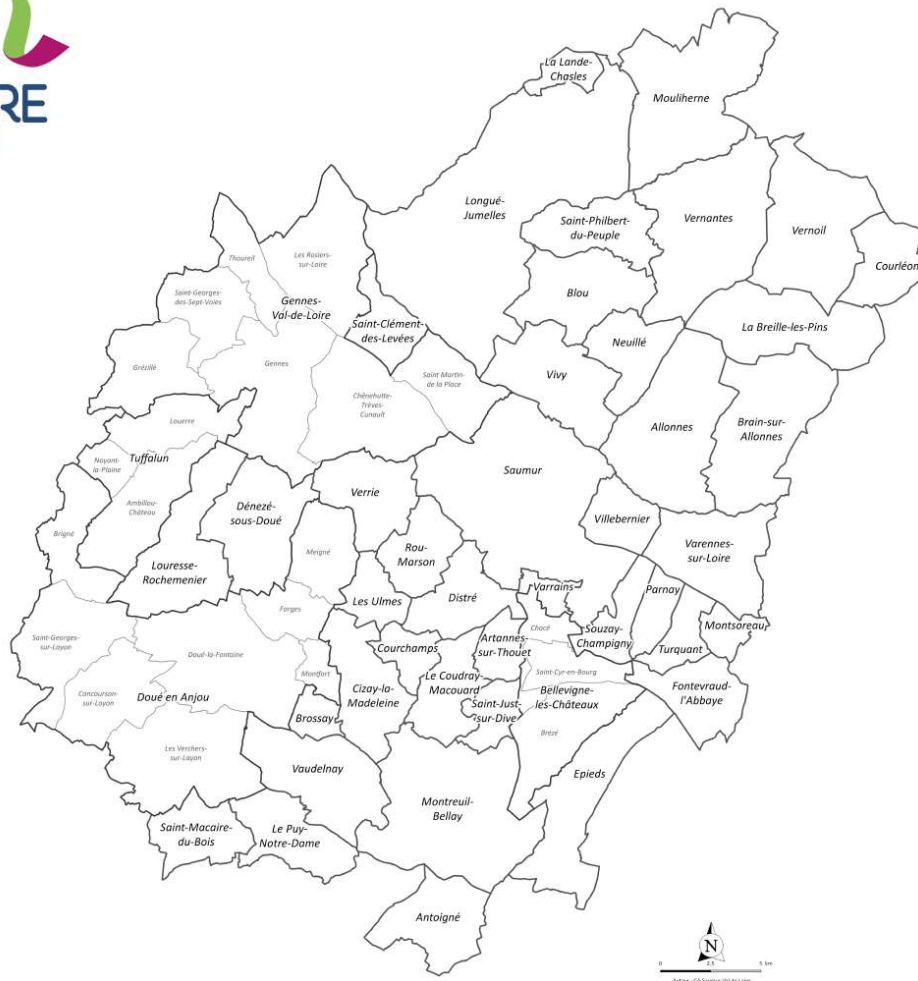 RE
La Lande-
Chasles
Mouliherne
Longué-
Jumelles
Saint-Philbert-
du-Peuple
Vernantes
Vernoil
Courléon
Thoureil
Les Rosiers-
sur-Loire
Saint-Georges-
des-Sept-Voies
Gennes-
Val-de-Loire
Blou
Saint-Clément-
des-Levées
La Breille-les-Pins
Neuillé
Grézillé
Gennes
Vivy
Saint Martin-
de la Place
Chênehutte-
Trèves-
Cunault
Louerre
Allonnes
Brain-sur-
Allonnes
Noyant-
la-Plaine
Tuffalun
Saumur
Verrie
Ambillou-
Château
Dénezé-
sous-Doué
Villebernier
Brigné
Meigné
Rou-
Marson
Varennes-
sur-Loire
Louresse-
Rochemenier
Varrains
Parnay
Les Ulmes
Distré
Forges
Chacé
Souzay-
Champigny
Montsoreau
Saint-Georges-
sur-Layon
Doué-la-Fontaine
Courchamps
Artannes-
sur-Thouet
Turquant
Montfort
Saint-Cyr-en-Bourg
Concourson-
sur-Layon
Doué en Anjou
Cizay-la-
Madeleine
Le Coudray-
Macouard
Bellevigne-
les-Châteaux
Fontevraud-
l'Abbaye
Brossay
Saint-Just-
sur-Dive
Brézé
Les Verchers-
sur-Layon
Vaudelnay
Epieds
Montreuil-
Bellay
Saint-Macaire-
du-Bois
Le Puy-
Notre-Dame
Antoigné
N
0 2,5 5 km